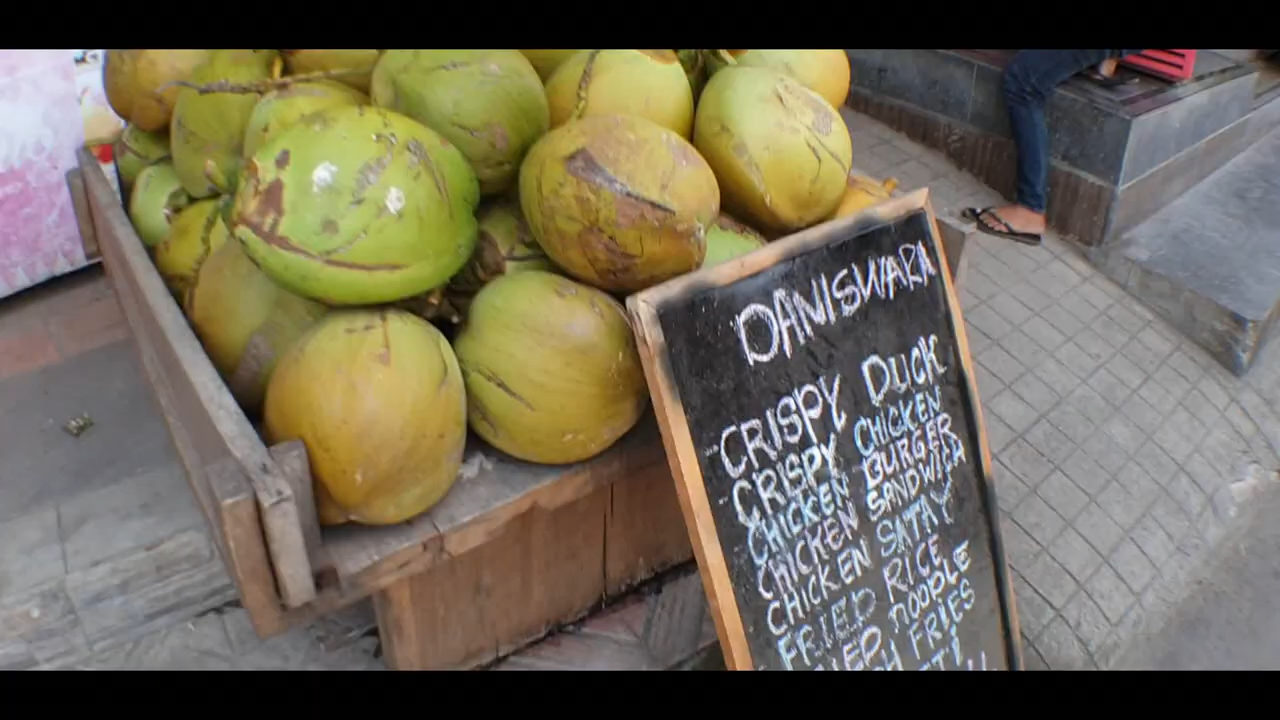 DANISWARA
CRISPY DUCK
CRISPY CHICKEN
CHICKEN BURGER
CHICKEN SANDWICH
CHICKEN SATAY
FRIED RICE
FRIED NOODLE
FRIES